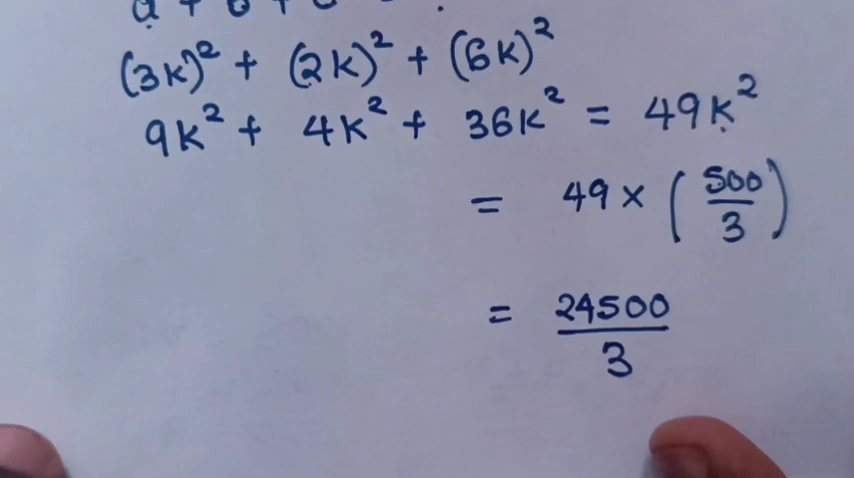 (3k)² + (2k)² + (6k)²
9k² + 4k² + 36k² = 49k²
= 49 × (500/3)
= 24500/3